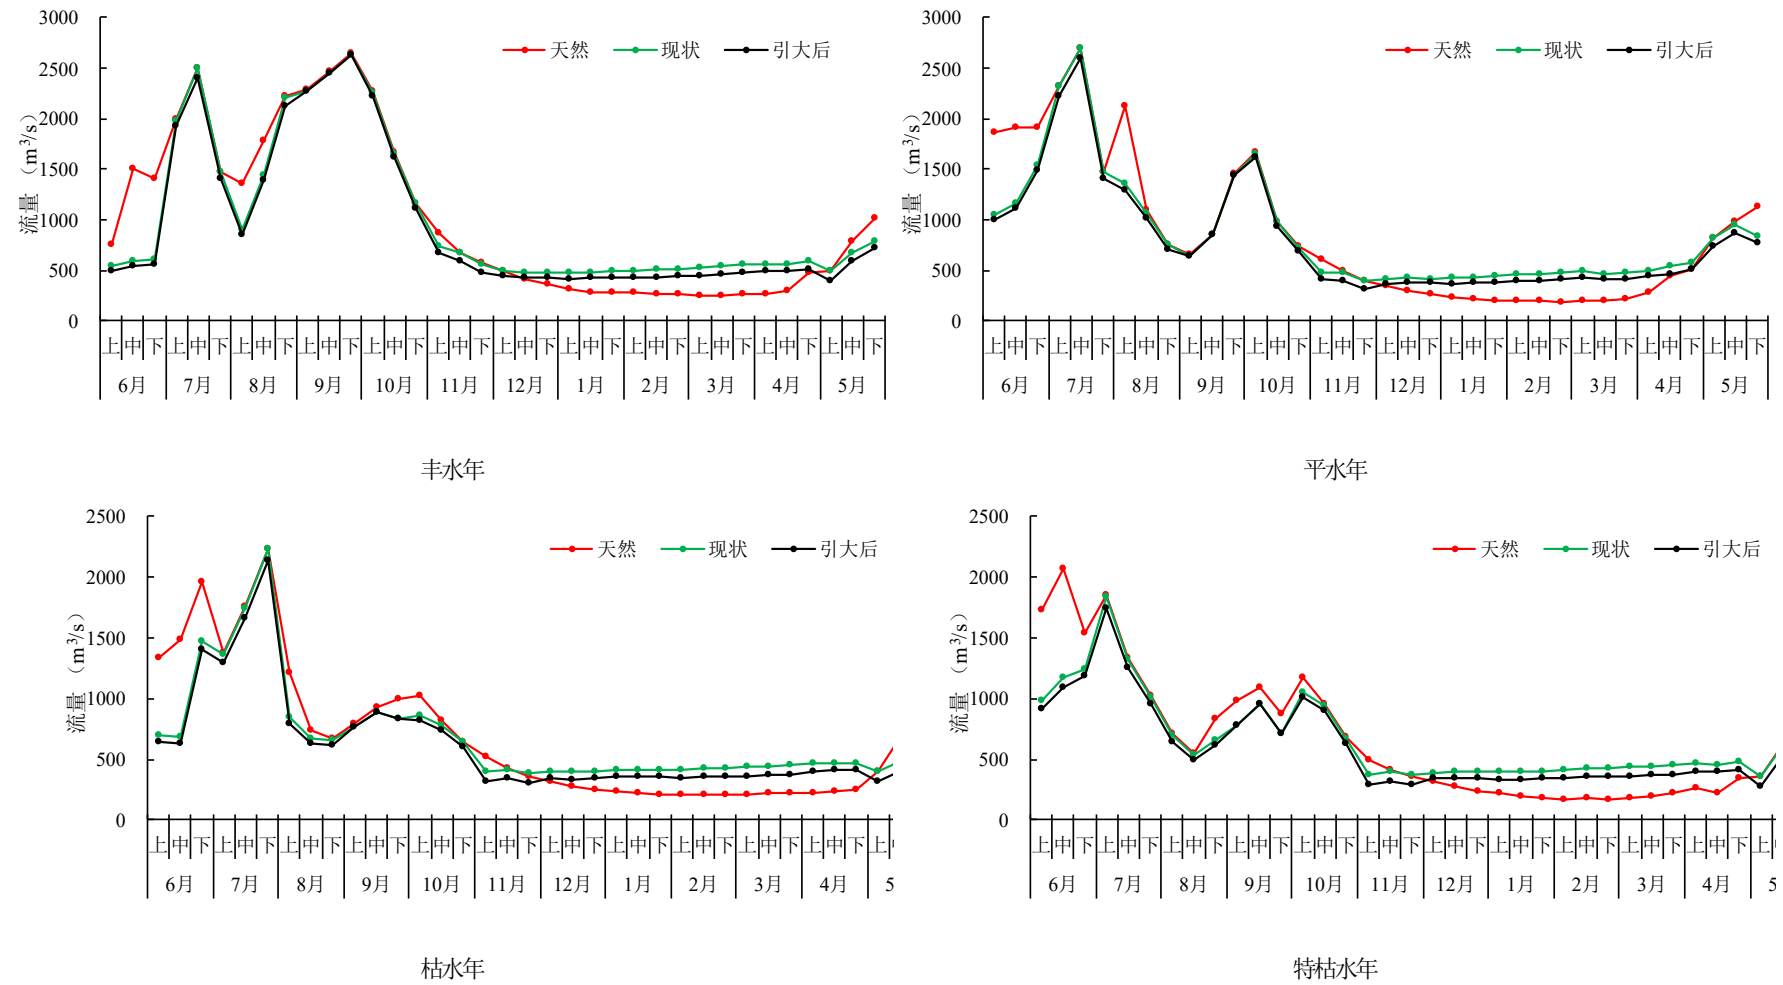 3000
2500
2000
1500
1000
500
0
流量（m³/s）
天然 现状 引大后
上 中 下 上 中 下 上 中 下 上 中 下 上 中 下 上 中 下 上 中 下 上 中 下 上 中 下 上 中 下 上 中 下 上 中 下
6月 7月 8月 9月 10月 11月 12月 1月 2月 3月 4月 5月
丰水年
3000
2500
2000
1500
1000
500
0
流量（m³/s）
天然 现状 引大后
上 中 下 上 中 下 上 中 下 上 中 下 上 中 下 上 中 下 上 中 下 上 中 下 上 中 下 上 中 下 上 中 下 上 中 下
6月 7月 8月 9月 10月 11月 12月 1月 2月 3月 4月 5月
平水年
2500
2000
1500
1000
500
0
流量（m³/s）
天然 现状 引大后
上 中 下 上 中 下 上 中 下 上 中 下 上 中 下 上 中 下 上 中 下 上 中 下 上 中 下 上 中 下 上 中 下 上
6月 7月 8月 9月 10月 11月 12月 1月 2月 3月 4月 5
枯水年
2500
2000
1500
1000
500
0
流量（m³/s）
天然 现状 引大后
上 中 下 上 中 下 上 中 下 上 中 下 上 中 下 上 中 下 上 中 下 上 中 下 上 中 下 上 中 下 上 中 下 上
6月 7月 8月 9月 10月 11月 12月 1月 2月 3月 4月
特枯水年